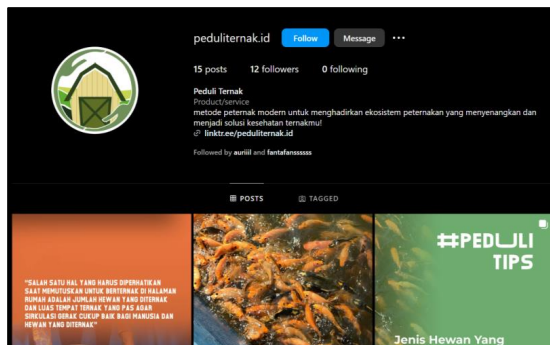 peduliternak.id Follow Message
15 posts 12 followers 0 following
Peduli Ternak
Product/service
metode peternak modern untuk menghadirkan ekosistem peternakan yang menyenangkan dan
menjadi solusi kesehatan ternakmu!
linktr.ee/peduliternak.id
Followed by auriiil and fantafanssssss
POSTS TAGGED
"SALAH SATU HAL YANG HARUS DIPERHATIKAN
SAAT MEMUTUSKAN UNTUK BERTERNAK DI HALAMAN
RUMAH ADALAH JUMLAH HEWAN YANG DITERNAK
DAN LUAS TEMPAT TERNAK YANG PAS AGAR
SIRKULASI GERAK CUKUP BAIK BAGI MANUSIA DAN
HEWAN YANG DITERNAK"
#PEDULI
TIPS
Jenis Hewan Yang